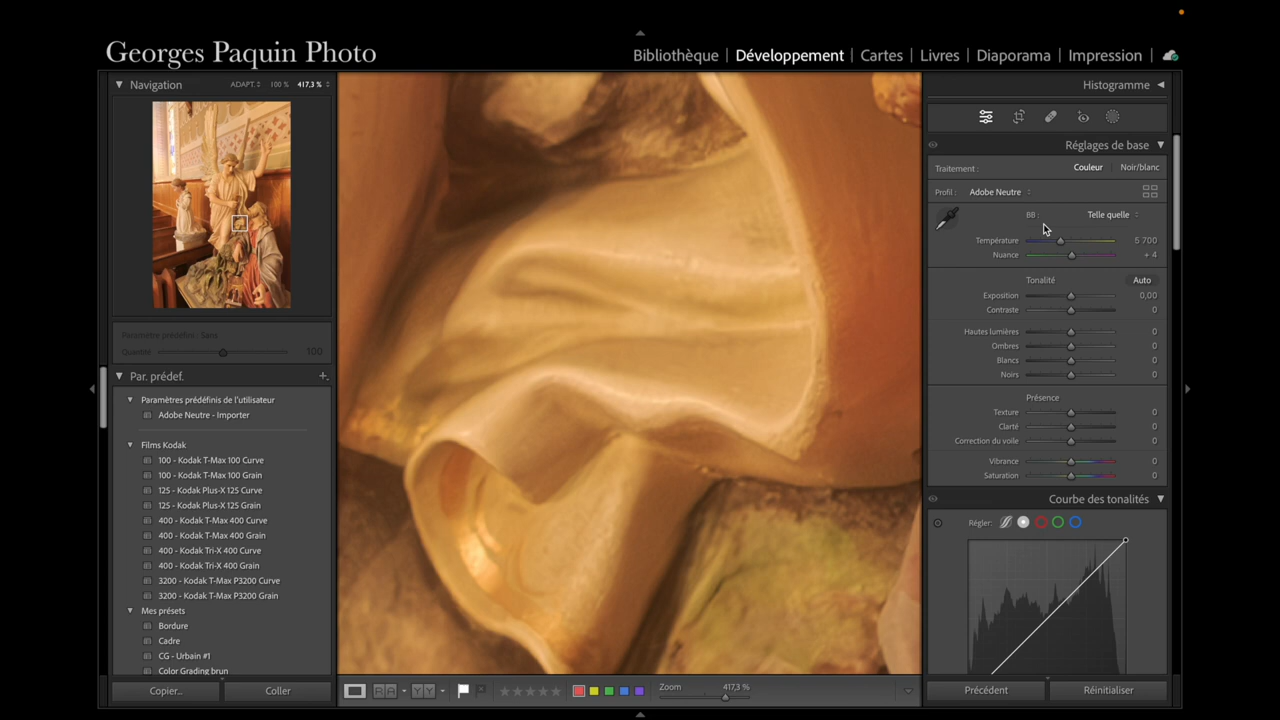 Georges Paquin Photo
Bibliothèque | Développement | Cartes | Livres | Diaporama | Impression |
Navigation ADAPT. 100 % 417,3 %
Histogramme
Réglages de base
Traitement : Couleur Noir/blanc
Profil : Adobe Neutre
BB : Telle quelle
Température 5 700
Nuance + 4
Tonalité Auto
Exposition 0,00
Contraste 0
Hautes lumières 0
Ombres 0
Blancs 0
Noirs 0
Présence
Texture 0
Clarté 0
Correction du voile 0
Vibrance 0
Saturation 0
Courbe des tonalités
Régler:
Précédent Réinitialiser
Paramètre prédéfini : Sans
Quantité 100
Par. prédéf.
Paramètres prédéfinis de l'utilisateur
Adobe Neutre - Importer
Films Kodak
100 - Kodak T-Max 100 Curve
100 - Kodak T-Max 100 Grain
125 - Kodak Plus-X 125 Curve
125 - Kodak Plus-X 125 Grain
400 - Kodak T-Max 400 Curve
400 - Kodak T-Max 400 Grain
400 - Kodak Tri-X 400 Curve
400 - Kodak Tri-X 400 Grain
3200 - Kodak T-Max P3200 Curve
3200 - Kodak T-Max P3200 Grain
Mes présets
Bordure
Cadre
CG - Urbain #1
Color Grading brun
Copier... Coller
Zoom 417,3 %